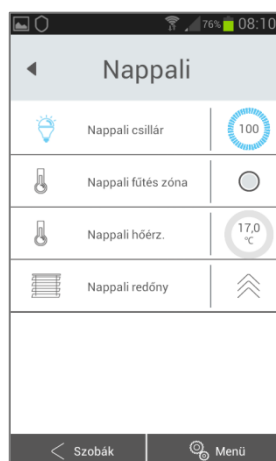 76% 08:10
Nappali
Nappali csillár 100
Nappali fűtés zóna
Nappali hőérz. 17,0 °C
Nappali redőny
Szobák Menü